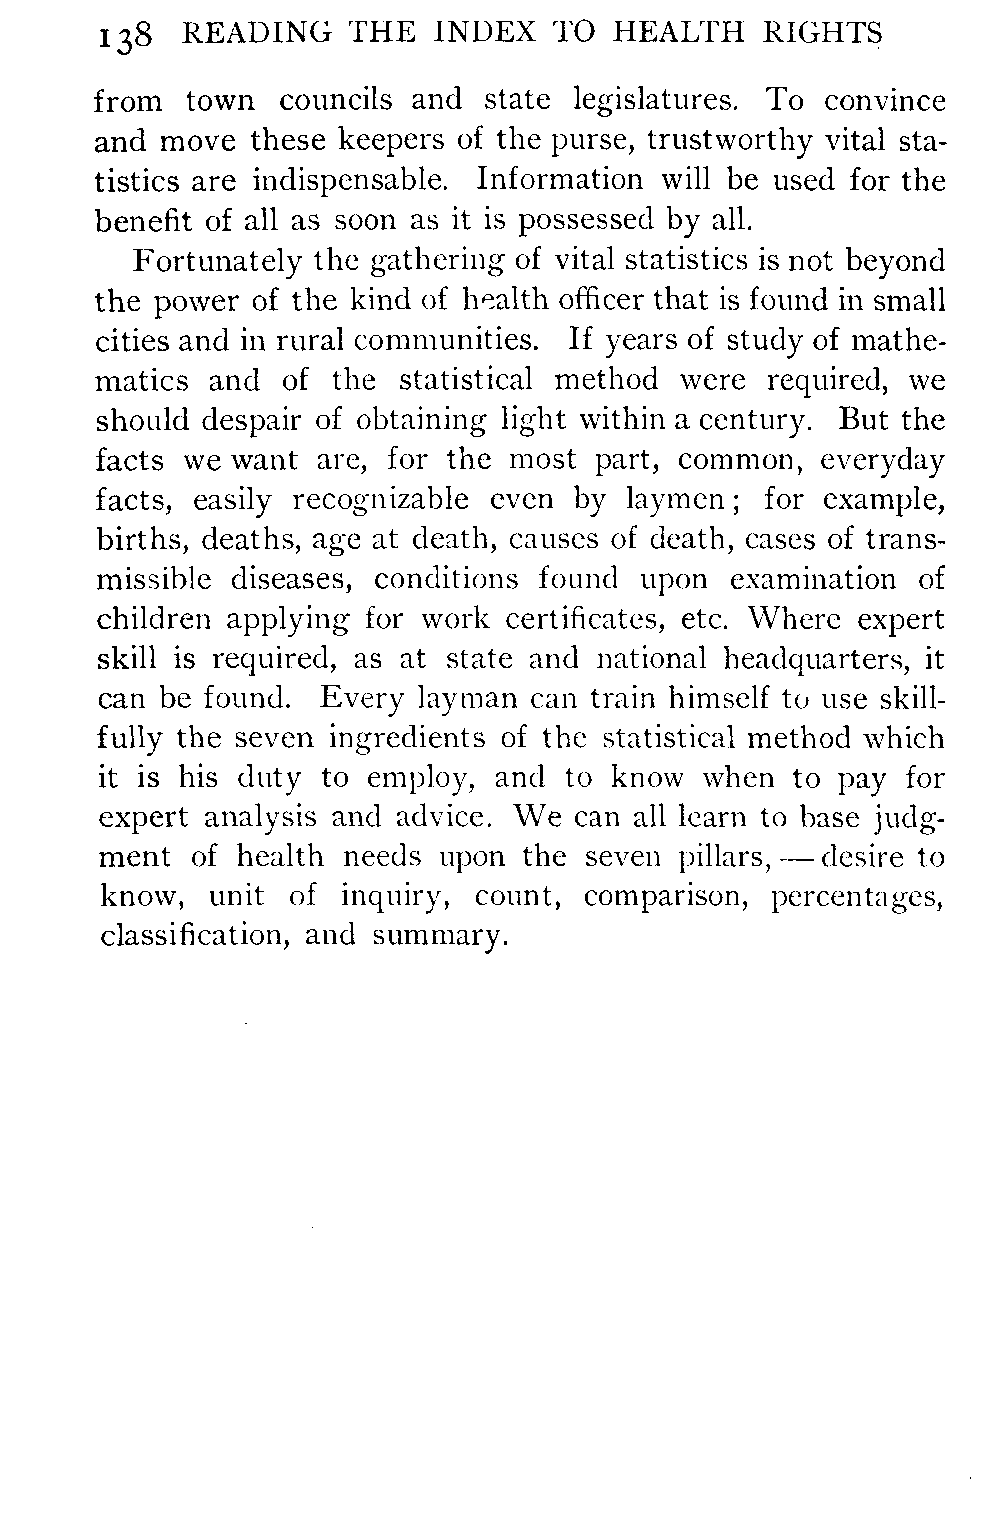 138 READING THE INDEX TO HEALTH RIGHTS
from town councils and state legislatures. To convince
and move these keepers of the purse, trustworthy vital sta-
tistics are indispensable. Information will be used for the
benefit of all as soon as it is possessed by all.
Fortunately the gathering of vital statistics is not beyond
the power of the kind of health officer that is found in small
cities and in rural communities. If years of study of mathe-
matics and of the statistical method were required, we
should despair of obtaining light within a century. But the
facts we want are, for the most part, common, everyday
facts, easily recognizable even by laymen; for example,
births, deaths, age at death, causes of death, cases of trans-
missible diseases, conditions found upon examination of
children applying for work certificates, etc. Where expert
skill is required, as at state and national headquarters, it
can be found. Every layman can train himself to use skill-
fully the seven ingredients of the statistical method which
it is his duty to employ, and to know when to pay for
expert analysis and advice. We can all learn to base judg-
ment of health needs upon the seven pillars, — desire to
know, unit of inquiry, count, comparison, percentages,
classification, and summary.